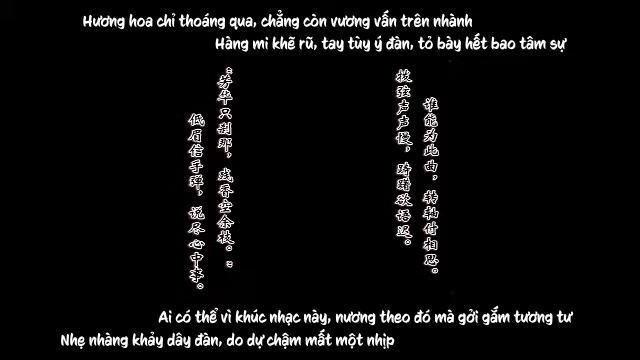 Hương hoa chỉ thoáng qua, chẳng còn vương vấn trên nhành
Hàng mi khẽ rũ, tay tùy ý đàn, tỏ bày hết bao tâm sự
谁能为此曲，转轴付相思。
拨弦声声慢，踌躇欲语迟。
“芳华只刹那，残香空余枝。”
低眉信手弹，说尽心中事。
Ai có thể vì khúc nhạc này, nương theo đó mà gởi gắm tương tư
Nhẹ nhàng khảy dây đàn, do dự chậm mất một nhịp